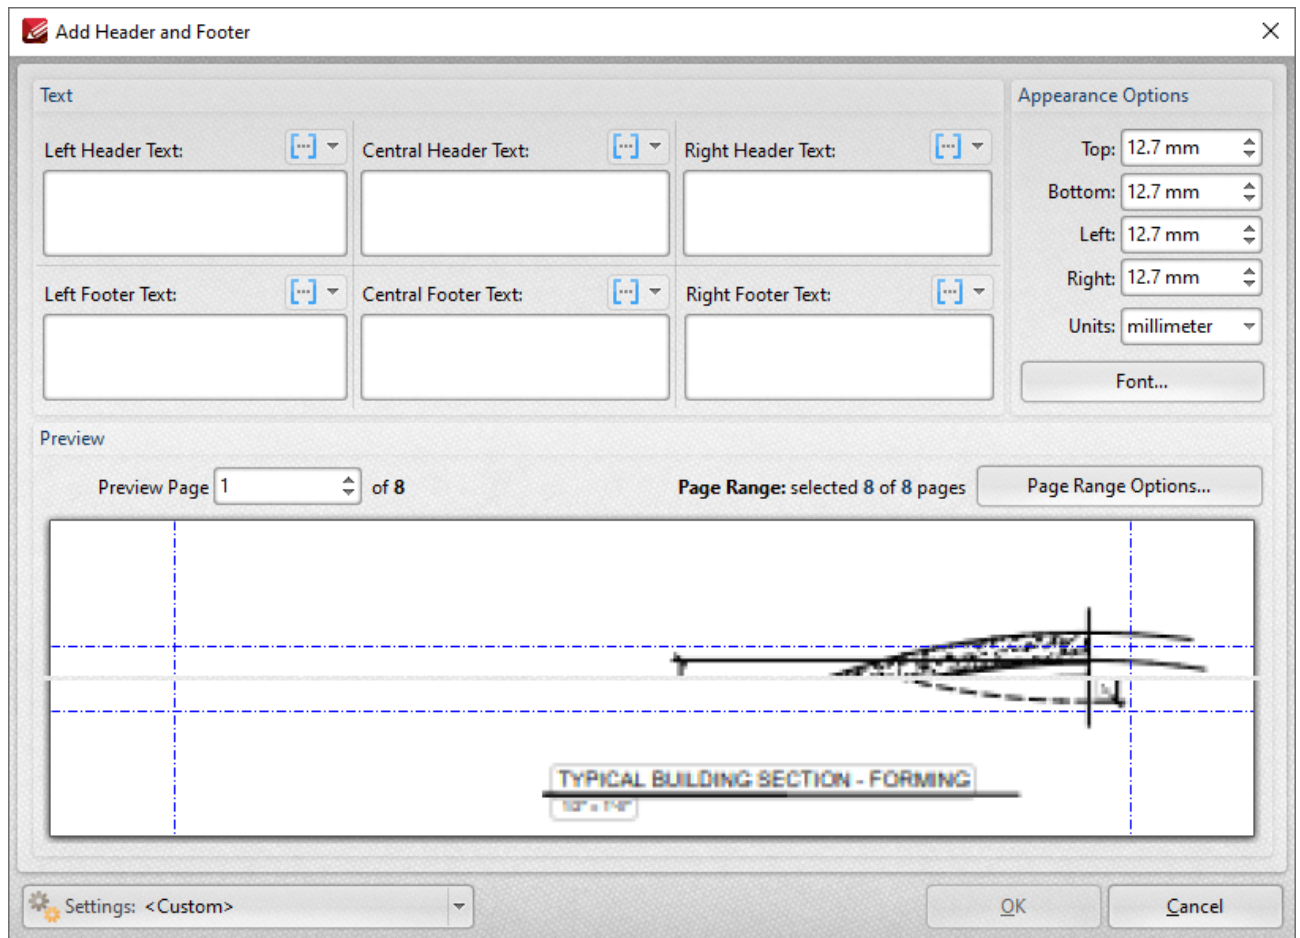 Add Header and Footer
Text
Appearance Options
Left Header Text:
Central Header Text:
Right Header Text:
Top: 12.7 mm
Bottom: 12.7 mm
Left: 12.7 mm
Right: 12.7 mm
Left Footer Text:
Central Footer Text:
Right Footer Text:
Units: millimeter
Font...
Preview
Preview Page 1 of 8
Page Range: selected 8 of 8 pages
Page Range Options...
TYPICAL BUILDING SECTION - FORMING
Settings: <Custom>
OK
Cancel